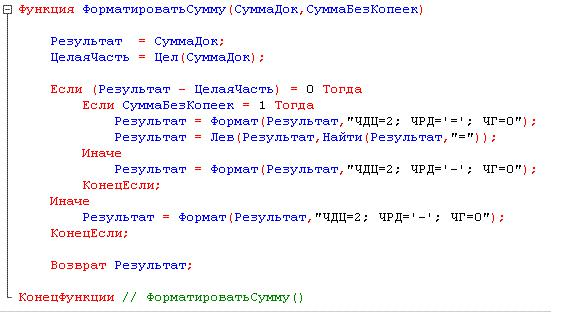 Функция ФорматироватьСумму(СуммаДок,СуммаБезКопеек)
Результат = СуммаДок;
ЦелаяЧасть = Цел(СуммаДок);
Если (Результат - ЦелаяЧасть) = 0 Тогда
Если СуммаБезКопеек = 1 Тогда
Результат = Формат(Результат,"ЧДЦ=2; ЧРД='='; ЧГ=0");
Результат = Лев(Результат,Найти(Результат,"="));
Иначе
Результат = Формат(Результат,"ЧДЦ=2; ЧРД='-'; ЧГ=0");
КонецЕсли;
Иначе
Результат = Формат(Результат,"ЧДЦ=2; ЧРД='-'; ЧГ=0");
КонецЕсли;
Возврат Результат;
КонецФункции // ФорматироватьСумму()